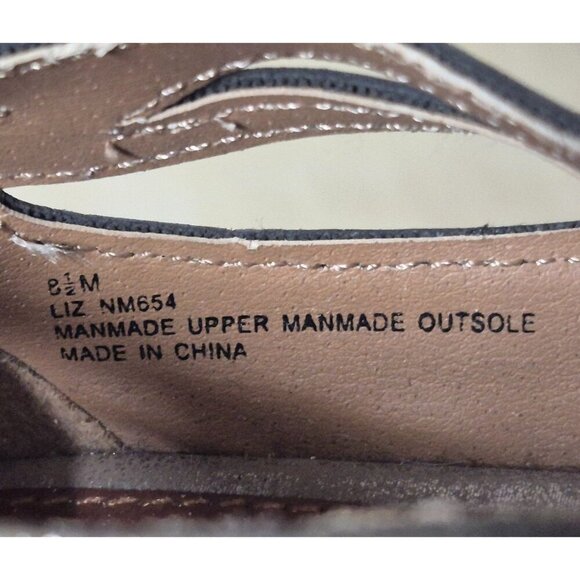 8½M
LIZ NM654
MANMADE UPPER MANMADE OUTSOLE
MADE IN CHINA